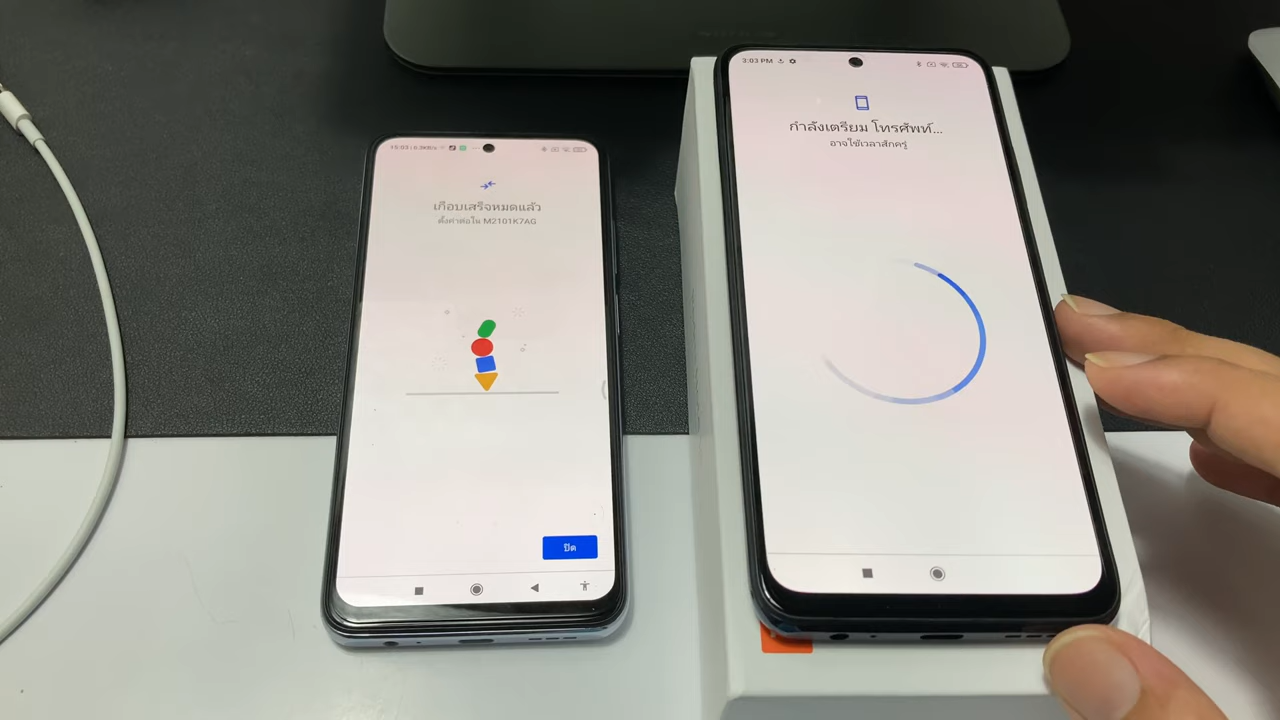 15:03
เกือบเสร็จหมดแล้ว
ตั้งค่าต่อใน M2101K7AG
ปิด
3:03 PM
กำลังเตรียม โทรศัพท์...
อาจใช้เวลาสักครู่